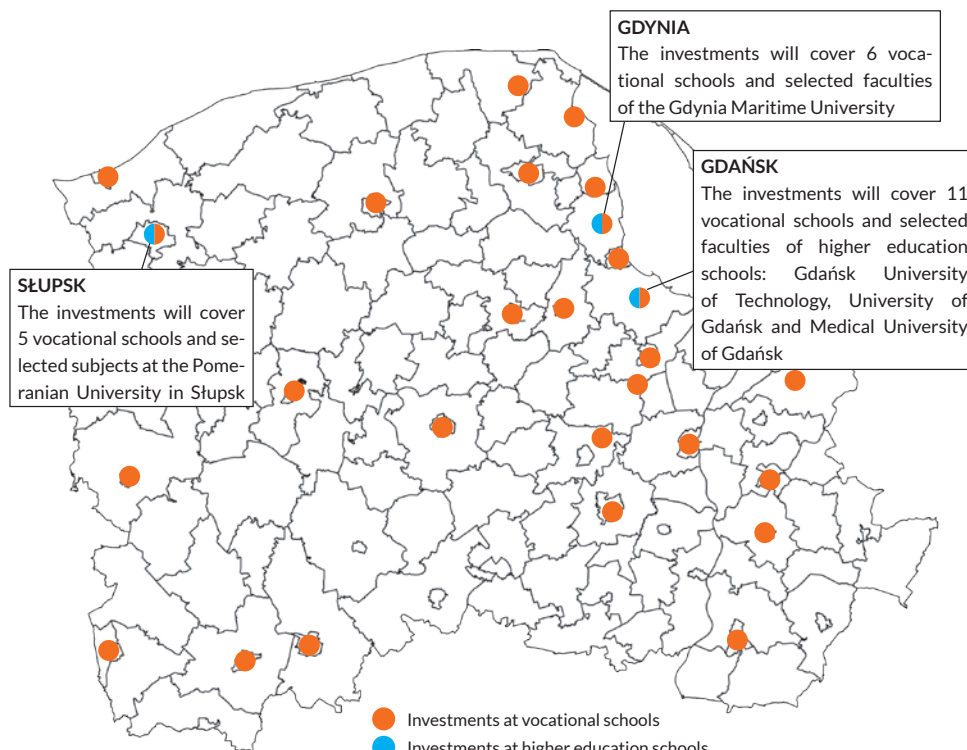 GDYNIA
The investments will cover 6 voca-
tional schools and selected faculties
of the Gdynia Maritime University
GDAŃSK
The investments will cover 11
vocational schools and selected
faculties of higher education
schools: Gdańsk University
of Technology, University of
Gdańsk and Medical University
of Gdańsk
SŁUPSK
The investments will cover
5 vocational schools and se-
lected subjects at the Pome-
ranian University in Słupsk
Investments at vocational schools
Investments at higher education schools